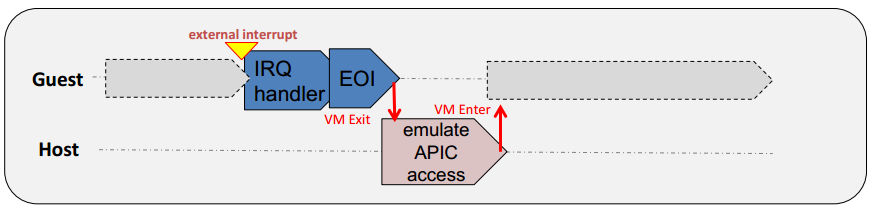 external interrupt
Guest
IRQ
handler
EOI
VM Exit
VM Enter
Host
emulate
APIC
access